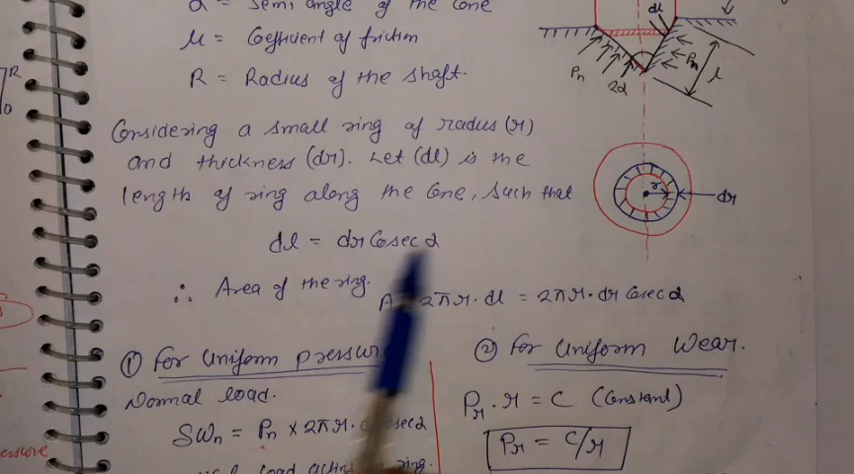 α = Semi angle of the Cone
μ = Coefficient of friction
R = Radius of the shaft.
dl
Pn
Pn
l
2α
R
Considering a small ring of radius (r)
and thickness (dr). Let (dl) is the
length of ring along the Cone, such that
r
dr
dl = dr Cosec α
∴ Area of the ring.
A = 2πr. dl = 2πr. dr Cosec α
① For Uniform pressure
Normal load.
δWn = Pn × 2πr.
② For Uniform Wear.
Pr . r = C (Constant)
Pr = C/r
load acting
ring.